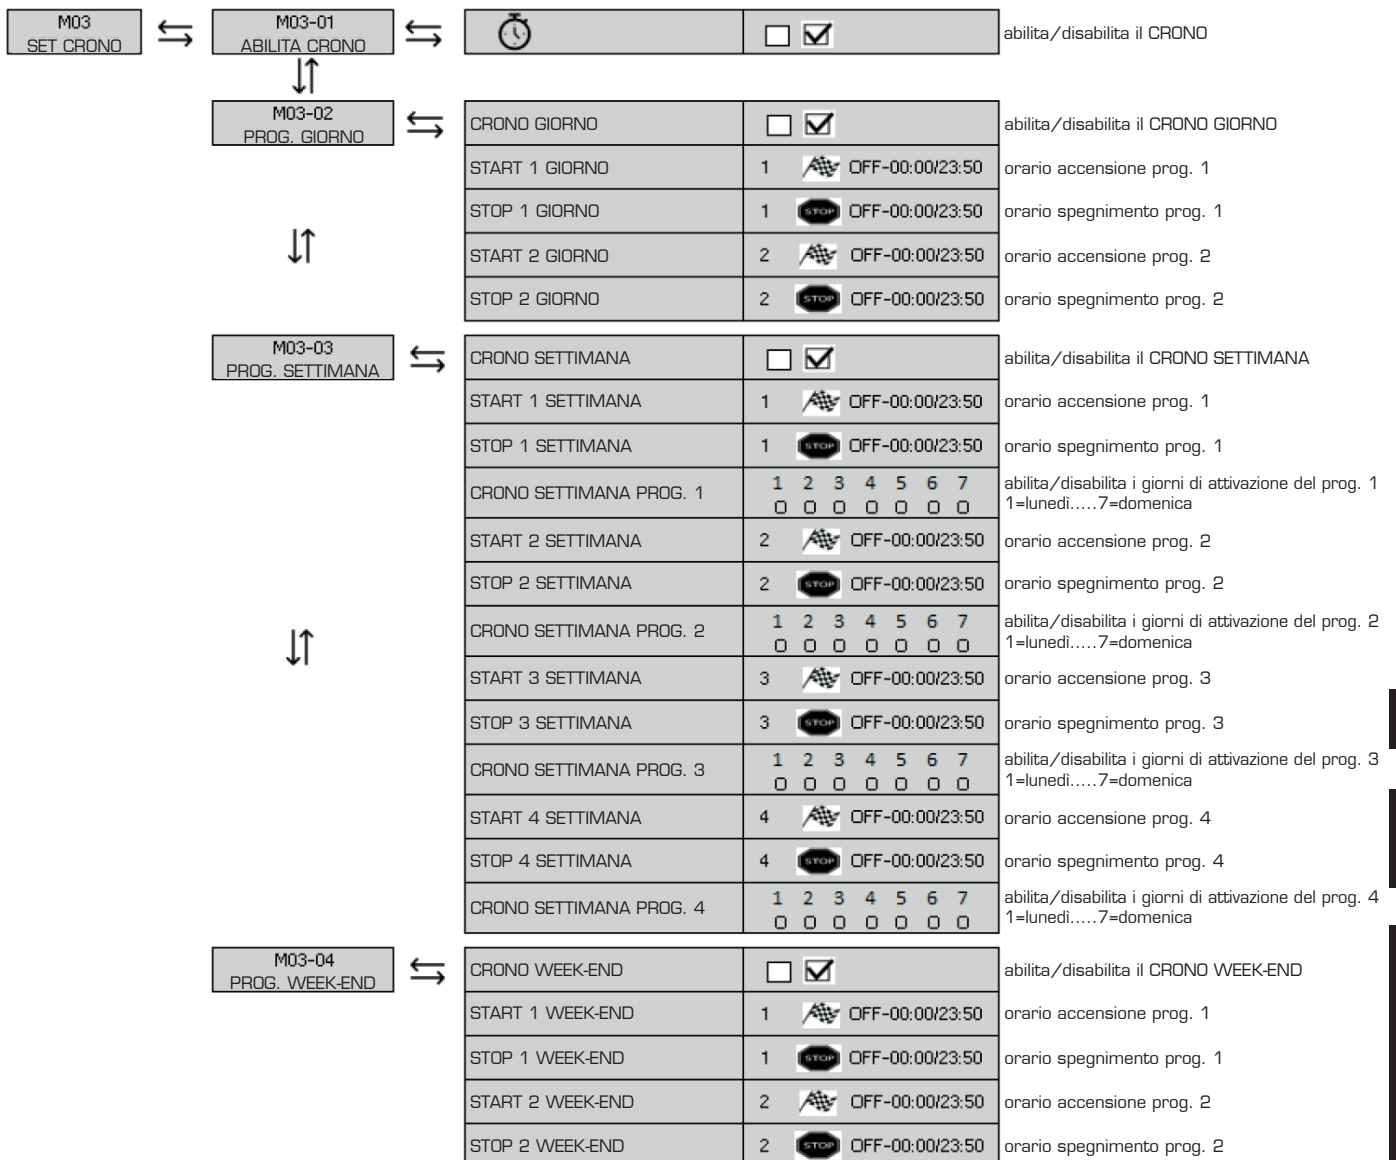 M03
SET CRONO
M03-01
ABILITA CRONO
abilita/disabilita il CRONO
M03-02
PROG. GIORNO
CRONO GIORNO
abilita/disabilita il CRONO GIORNO
START 1 GIORNO 1 OFF-00:00/23:50 orario accensione prog. 1
STOP 1 GIORNO 1 STOP OFF-00:00/23:50 orario spegnimento prog. 1
START 2 GIORNO 2 OFF-00:00/23:50 orario accensione prog. 2
STOP 2 GIORNO 2 STOP OFF-00:00/23:50 orario spegnimento prog. 2
M03-03
PROG. SETTIMANA
CRONO SETTIMANA
abilita/disabilita il CRONO SETTIMANA
START 1 SETTIMANA 1 OFF-00:00/23:50 orario accensione prog. 1
STOP 1 SETTIMANA 1 STOP OFF-00:00/23:50 orario spegnimento prog. 1
CRONO SETTIMANA PROG. 1
1 2 3 4 5 6 7
abilita/disabilita i giorni di attivazione del prog. 1
1=lunedì.....7=domenica
START 2 SETTIMANA 2 OFF-00:00/23:50 orario accensione prog. 2
STOP 2 SETTIMANA 2 STOP OFF-00:00/23:50 orario spegnimento prog. 2
CRONO SETTIMANA PROG. 2
1 2 3 4 5 6 7
abilita/disabilita i giorni di attivazione del prog. 2
1=lunedì.....7=domenica
START 3 SETTIMANA 3 OFF-00:00/23:50 orario accensione prog. 3
STOP 3 SETTIMANA 3 STOP OFF-00:00/23:50 orario spegnimento prog. 3
CRONO SETTIMANA PROG. 3
1 2 3 4 5 6 7
abilita/disabilita i giorni di attivazione del prog. 3
1=lunedì.....7=domenica
START 4 SETTIMANA 4 OFF-00:00/23:50 orario accensione prog. 4
STOP 4 SETTIMANA 4 STOP OFF-00:00/23:50 orario spegnimento prog. 4
CRONO SETTIMANA PROG. 4
1 2 3 4 5 6 7
abilita/disabilita i giorni di attivazione del prog. 4
1=lunedì.....7=domenica
M03-04
PROG. WEEK-END
CRONO WEEK-END
abilita/disabilita il CRONO WEEK-END
START 1 WEEK-END 1 OFF-00:00/23:50 orario accensione prog. 1
STOP 1 WEEK-END 1 STOP OFF-00:00/23:50 orario spegnimento prog. 1
START 2 WEEK-END 2 OFF-00:00/23:50 orario accensione prog. 2
STOP 2 WEEK-END 2 STOP OFF-00:00/23:50 orario spegnimento prog. 2